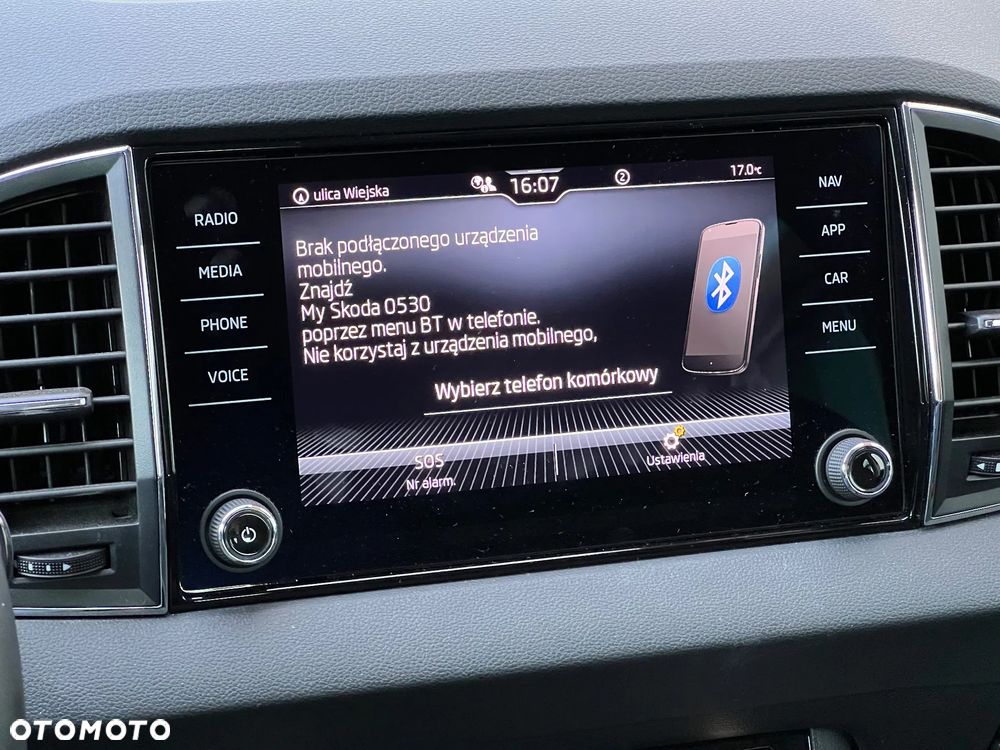 ulica Wiejska
16:07
2
17.0°C
RADIO
MEDIA
PHONE
VOICE
Brak podłączonego urządzenia
mobilnego.
Znajdź
My Skoda 0530
poprzez menu BT w telefonie.
Nie korzystaj z urządzenia mobilnego,
Wybierz telefon komórkowy
SOS
Nr alarm.
Ustawienia
NAV
APP
CAR
MENU
OTOMOTO